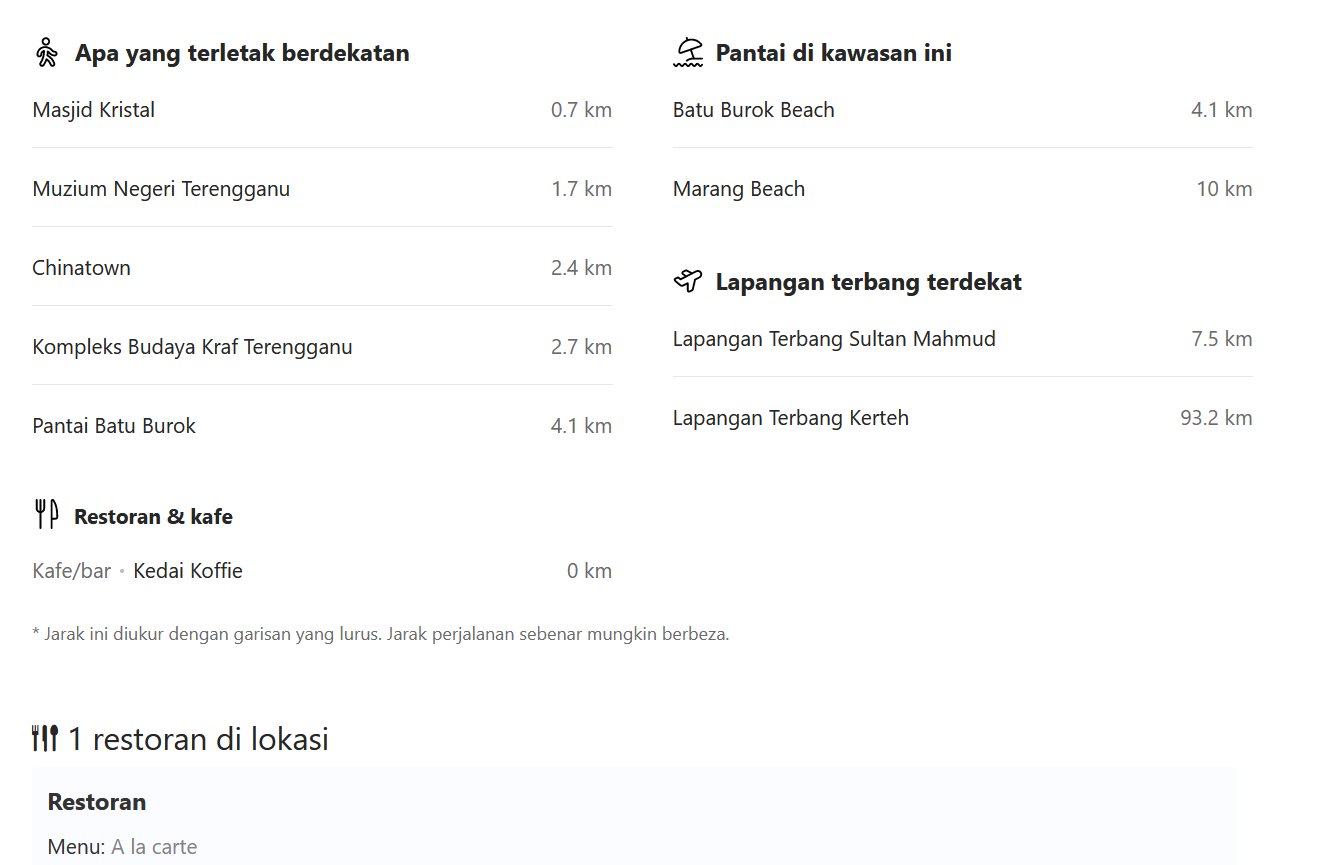 Apa yang terletak berdekatan
Masjid Kristal 0.7 km
Muzium Negeri Terengganu 1.7 km
Chinatown 2.4 km
Kompleks Budaya Kraf Terengganu 2.7 km
Pantai Batu Burok 4.1 km
Restoran & kafe
Kafe/bar • Kedai Koffie 0 km
Pantai di kawasan ini
Batu Burok Beach 4.1 km
Marang Beach 10 km
Lapangan terbang terdekat
Lapangan Terbang Sultan Mahmud 7.5 km
Lapangan Terbang Kerteh 93.2 km
* Jarak ini diukur dengan garisan yang lurus. Jarak perjalanan sebenar mungkin berbeza.
1 restoran di lokasi
Restoran
Menu: A la carte